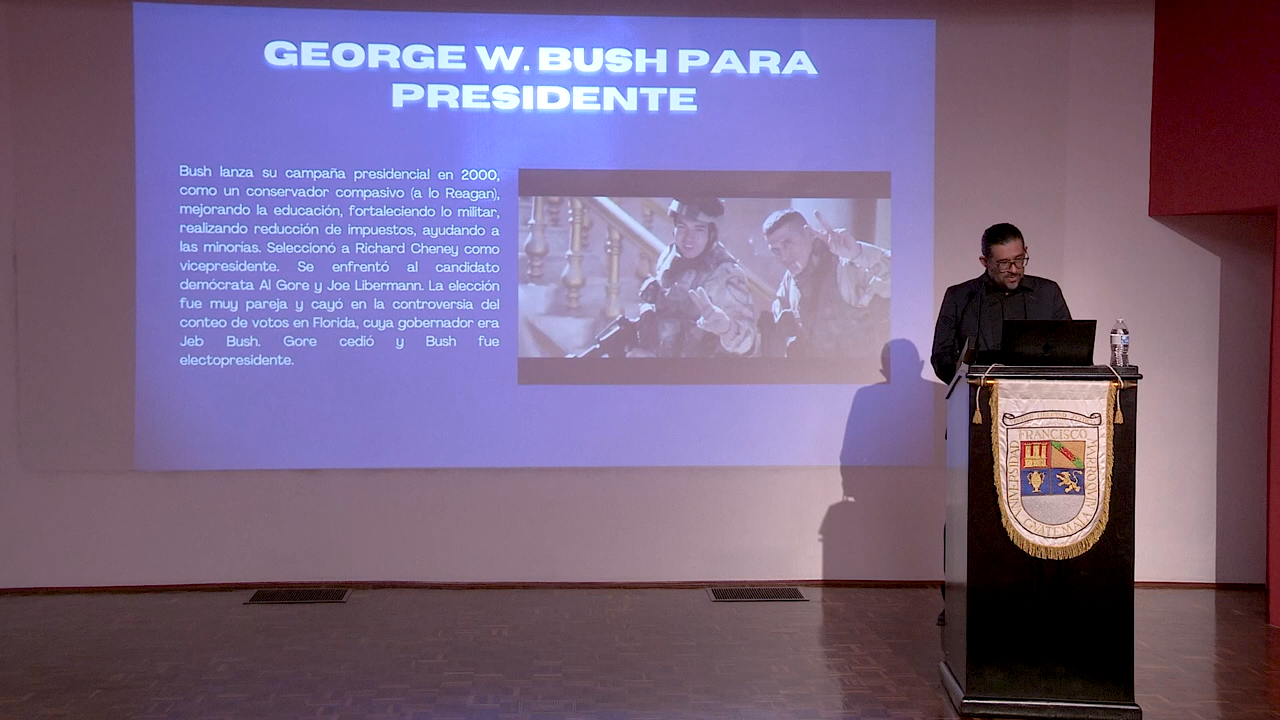 GEORGE W. BUSH PARA
PRESIDENTE
Bush lanza su campaña presidencial en 2000,
como un conservador compasivo (a lo Reagan),
mejorando la educación, fortaleciendo lo militar,
realizando reducción de impuestos, ayudando a
las minorías. Seleccionó a Richard Cheney como
vicepresidente. Se enfrentó al candidato
demócrata Al Gore y Joe Libermann. La elección
fue muy pareja y cayó en la controversia del
conteo de votos en Florida, cuya gobernador era
Jeb Bush. Gore cedió y Bush fue
electopresidente.
UNIVERSIDAD FRANCISCO MARROQUIN
GUATEMALA